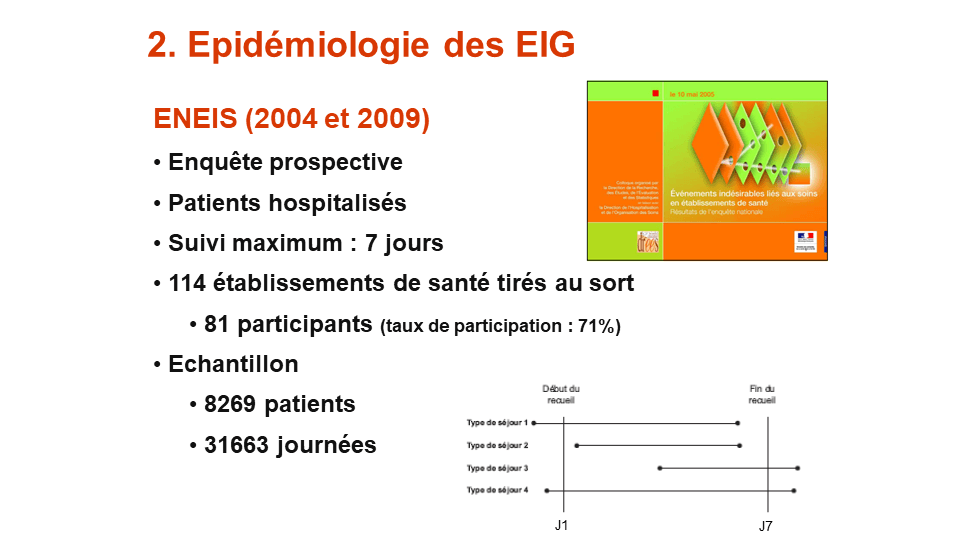 2. Epidémiologie des EIG
ENEIS (2004 et 2009)
• Enquête prospective
• Patients hospitalisés
• Suivi maximum : 7 jours
• 114 établissements de santé tirés au sort
• 81 participants (taux de participation : 71%)
• Echantillon
• 8269 patients
• 31663 journées
le 18 mai 2005
Colloque organisé par
la Direction de la Recherche
des Études, de l'Évaluation
et des Statistiques
la Direction de l'Hospitalisation
et de l'Organisation des Soins
Événements indésirables liés aux soins
en établissements de santé
Résultats de l'enquête nationale
drees
Début du
recueil
Fin du
recueil
Type de séjour 1
Type de séjour 2
Type de séjour 3
Type de séjour 4
J1
J7